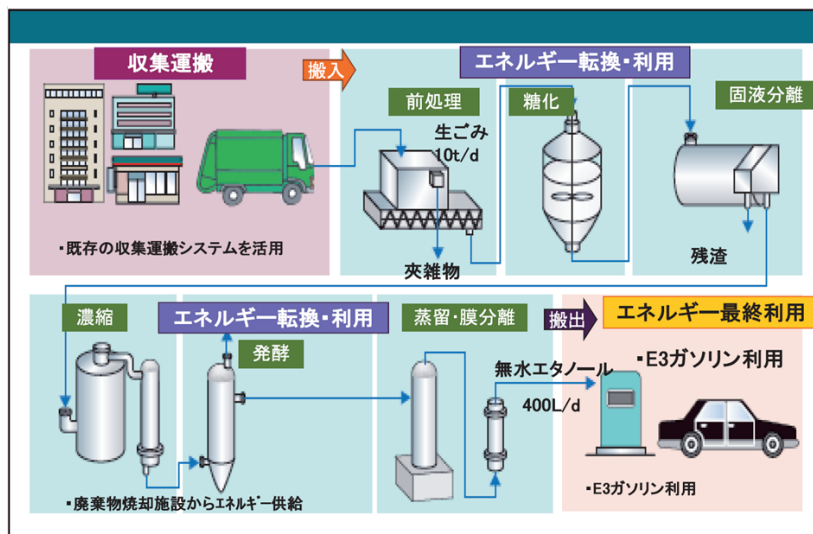 収集運搬
搬入
エネルギー転換・利用
前処理
糖化
固液分離
生ごみ
10t/d
・既存の収集運搬システムを活用
夾雑物
残渣
濃縮
エネルギー転換・利用
発酵
蒸留・膜分離
搬出
エネルギー最終利用
・E3ガソリン利用
無水エタノール
400L/d
・廃棄物焼却施設からエネルギー供給
・E3ガソリン利用